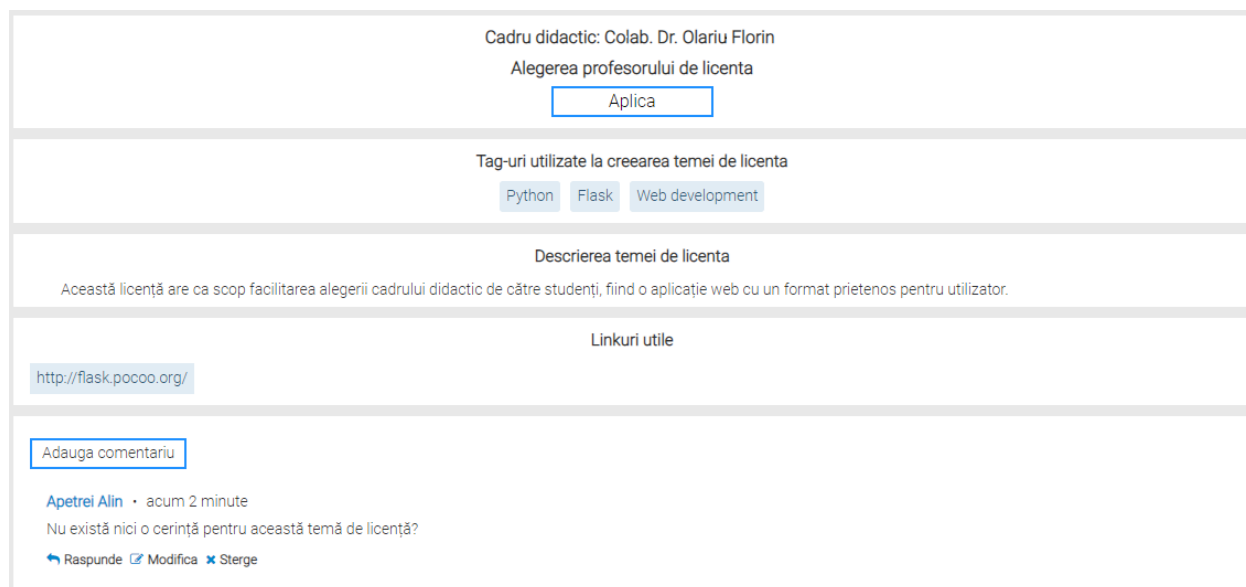 Cadru didactic: Colab. Dr. Olariu Florin
Alegerea profesorului de licenta
Aplica
Tag-uri utilizate la creearea temei de licenta
Python Flask Web development
Descrierea temei de licenta
Această licență are ca scop facilitarea alegerii cadrului didactic de către studenți, fiind o aplicație web cu un format prietenos pentru utilizator.
Linkuri utile
http://flask.pocoo.org/
Adauga comentariu
Apetrei Alin • acum 2 minute
Nu există nici o cerință pentru această temă de licență?
Raspunde Modifica Sterge